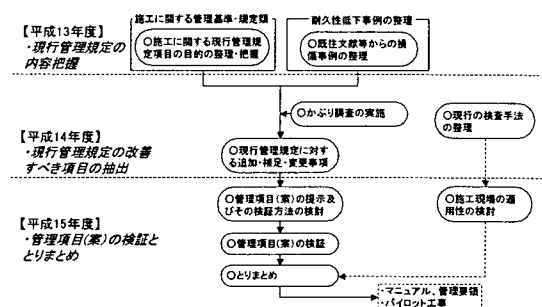 【平成13年度】
・現行管理規定の
内容把握
施工に関する管理基準・規定類
○施工に関する現行管理規
定項目の目的の整理・把握
耐久性低下事例の整理
○既往文献等からの損
傷事例の整理
○かぶり調査の実施
○現行の検査手法
の整理
【平成14年度】
・現行管理規定の改善
すべき項目の抽出
○現行管理規定に対す
る追加・補足・変更事項
○管理項目(案)の提示及
びその検証方法の検討
○施工現場の適
用性の検討
【平成15年度】
・管理項目(案)の検証と
とりまとめ
○管理項目(案)の検証
○とりまとめ
・マニュアル、管理要領
・パイロット工事